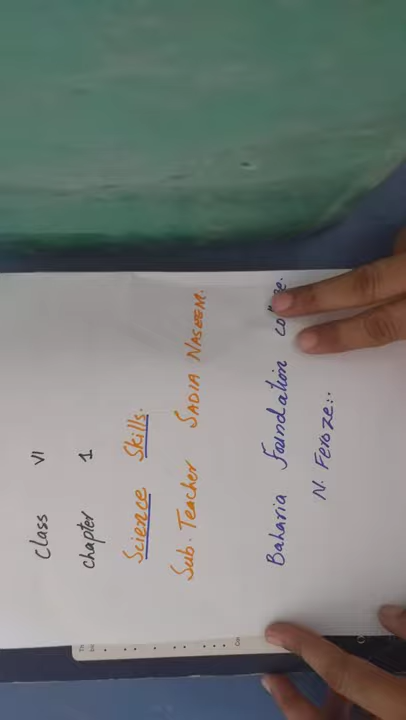 Class VI
chapter 1
Science Skills.
Sub. Teacher SADIA NASEEM.
Baharia Foundation
N. Feroze:.